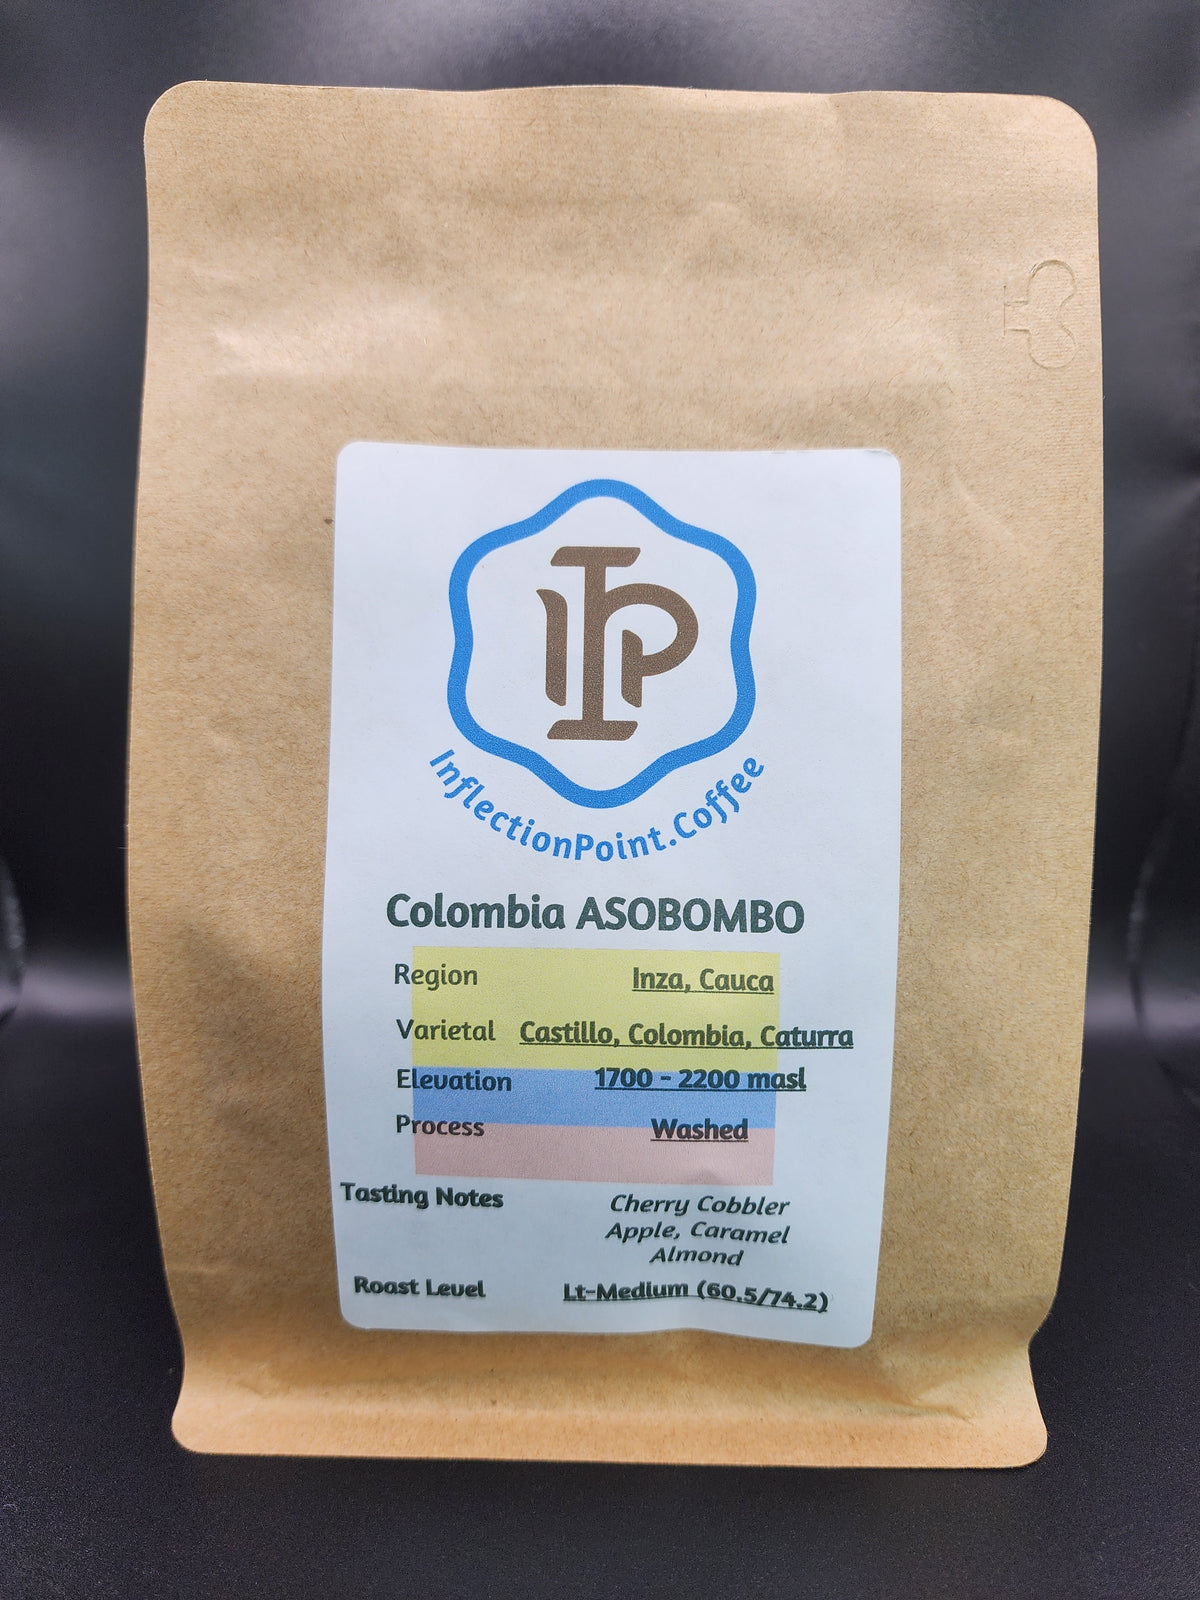 IP
InflectionPoint.Coffee
Colombia ASOBOMBO
Region Inza, Cauca
Varietal Castillo, Colombia, Caturra
Elevation 1700 - 2200 masl
Process Washed
Tasting Notes Cherry Cobbler
Apple, Caramel
Almond
Roast Level Lt-Medium (60.5/74.2)